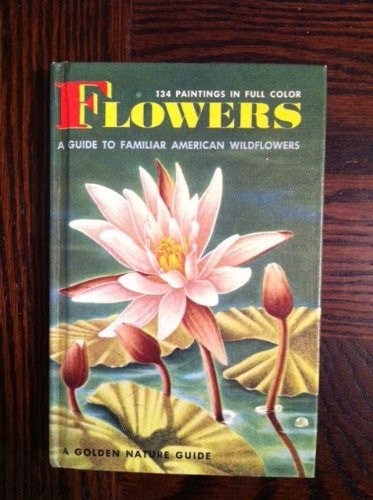 134 PAINTINGS IN FULL COLOR
FLOWERS
A GUIDE TO FAMILIAR AMERICAN WILDFLOWERS
A GOLDEN NATURE GUIDE